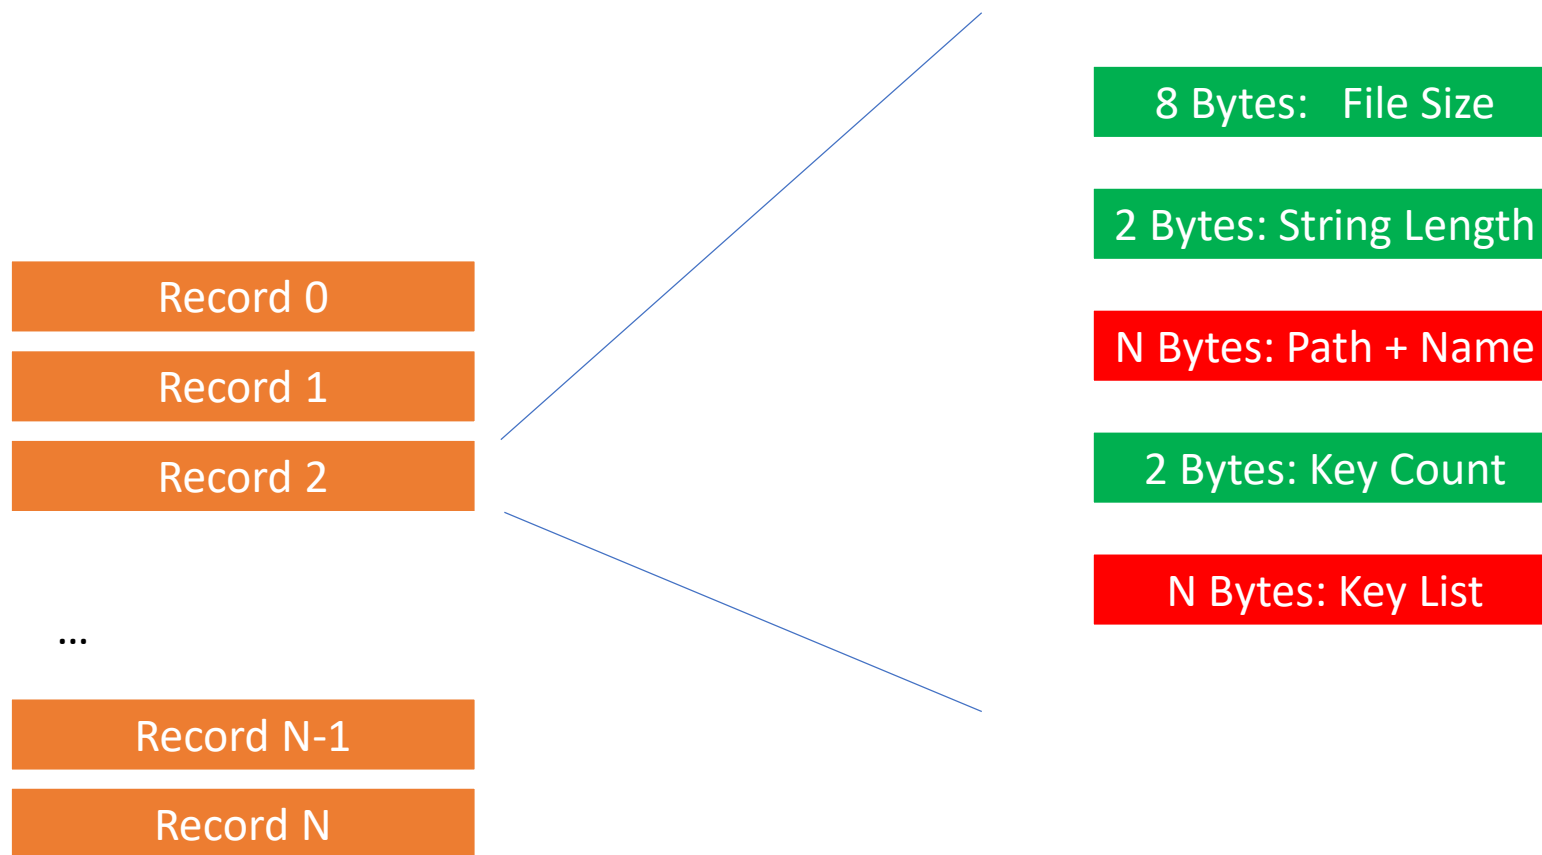 Record 0
Record 1
Record 2
...
Record N-1
Record N
8 Bytes:   File Size
2 Bytes: String Length
N Bytes: Path + Name
2 Bytes: Key Count
N Bytes: Key List